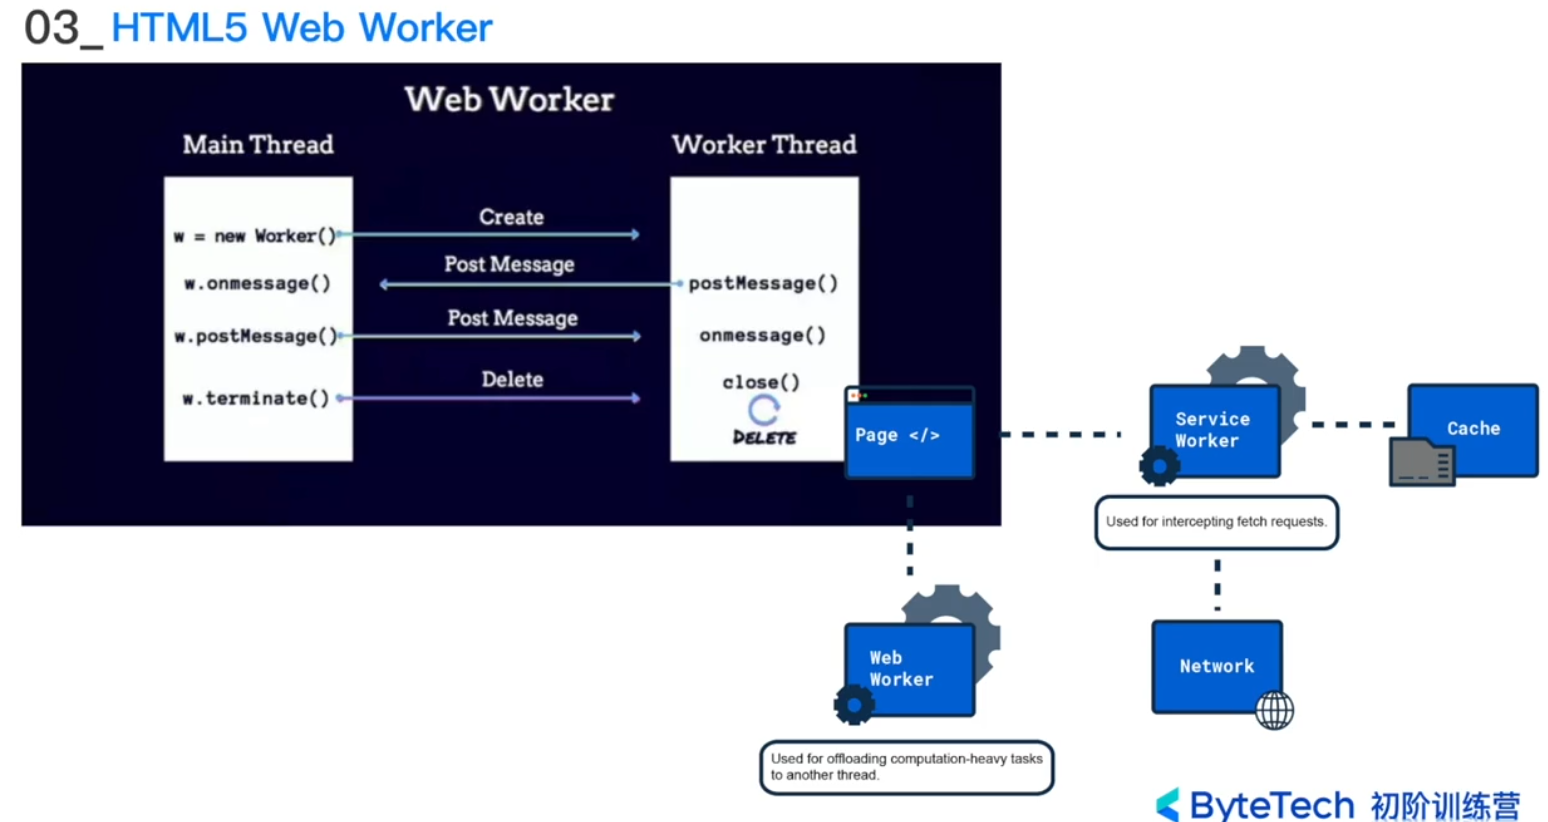 03_ HTML5 Web Worker
Web Worker
Main Thread
Worker Thread
w = new Worker()
Create
w.onmessage()
Post Message
postMessage()
w.postMessage()
Post Message
onmessage()
w.terminate()
Delete
close()
DELETE
Page </>
Service
Worker
Cache
Used for intercepting fetch requests.
Web
Worker
Network
Used for offloading computation-heavy tasks
to another thread.
ByteTech 初阶训练营